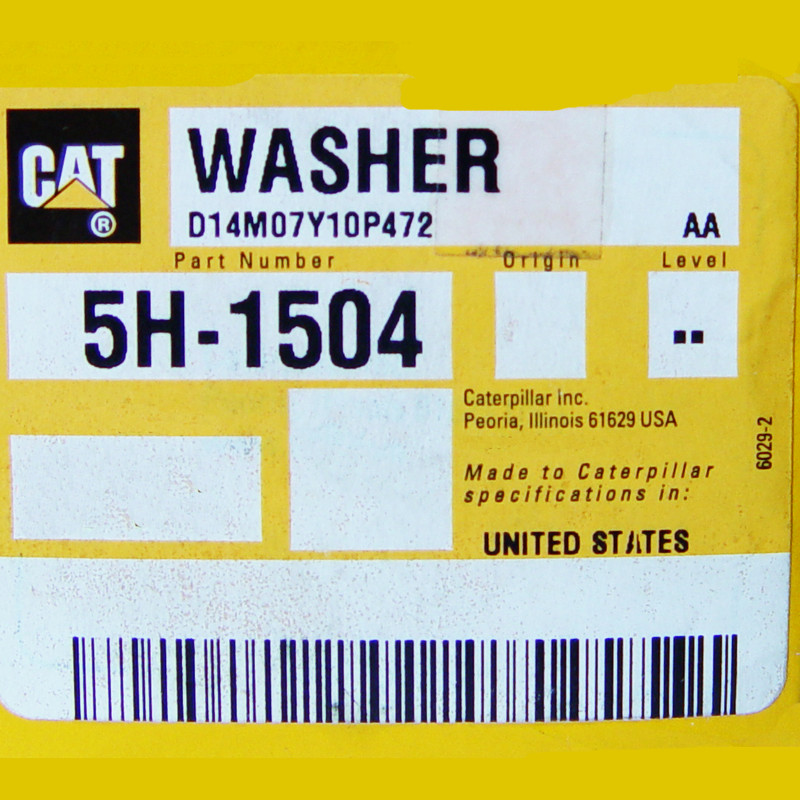 CAT
®
WASHER
D14M07Y10P472
AA
Part Number
Origin
Level
5H-1504
--
Caterpillar Inc.
Peoria, Illinois 61629 USA
6029-2
Made to Caterpillar
specifications in:
UNITED STATES